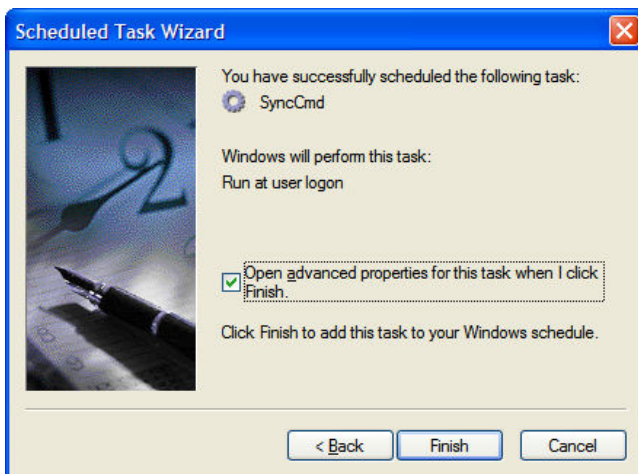 Scheduled Task Wizard
You have successfully scheduled the following task:
SyncCmd
Windows will perform this task:
Run at user logon
Open advanced properties for this task when I click
Finish.
Click Finish to add this task to your Windows schedule.
< Back
Finish
Cancel